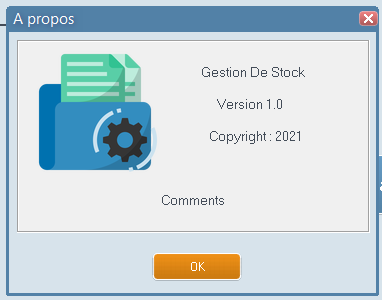 A propos
Gestion De Stock
Version 1.0
Copyright : 2021
Comments
OK